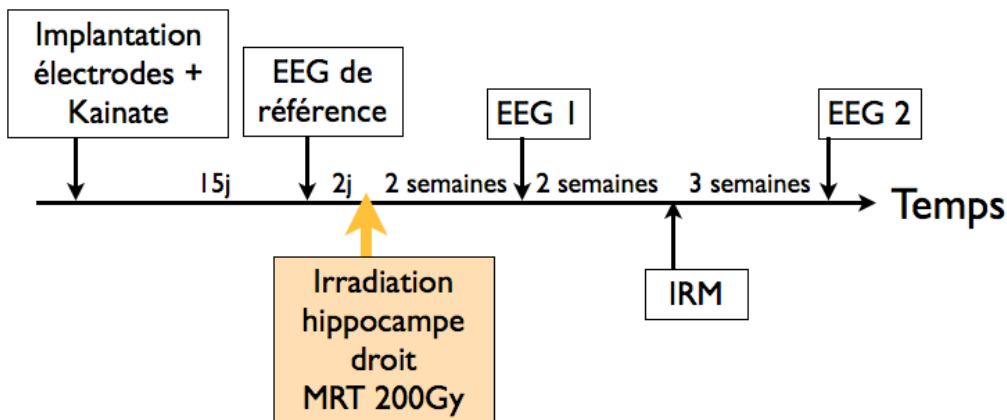 Implantation
électrodes +
Kainate
EEG de
référence
EEG 1
EEG 2
15j
2j
2 semaines
2 semaines
3 semaines
Temps
Irradiation
hippocampe
droit
MRT 200Gy
IRM